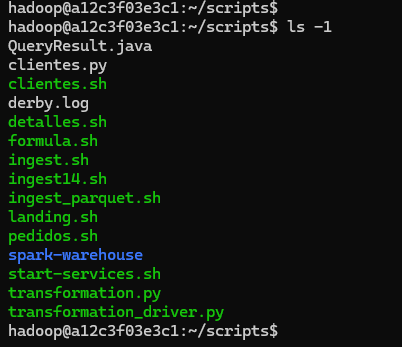 hadoop@a12c3f03e3c1:~/scripts$
hadoop@a12c3f03e3c1:~/scripts$ ls -1
QueryResult.java
clientes.py
clientes.sh
derby.log
detalles.sh
formula.sh
ingest.sh
ingest14.sh
ingest_parquet.sh
landing.sh
pedidos.sh
spark-warehouse
start-services.sh
transformation.py
transformation_driver.py
hadoop@a12c3f03e3c1:~/scripts$